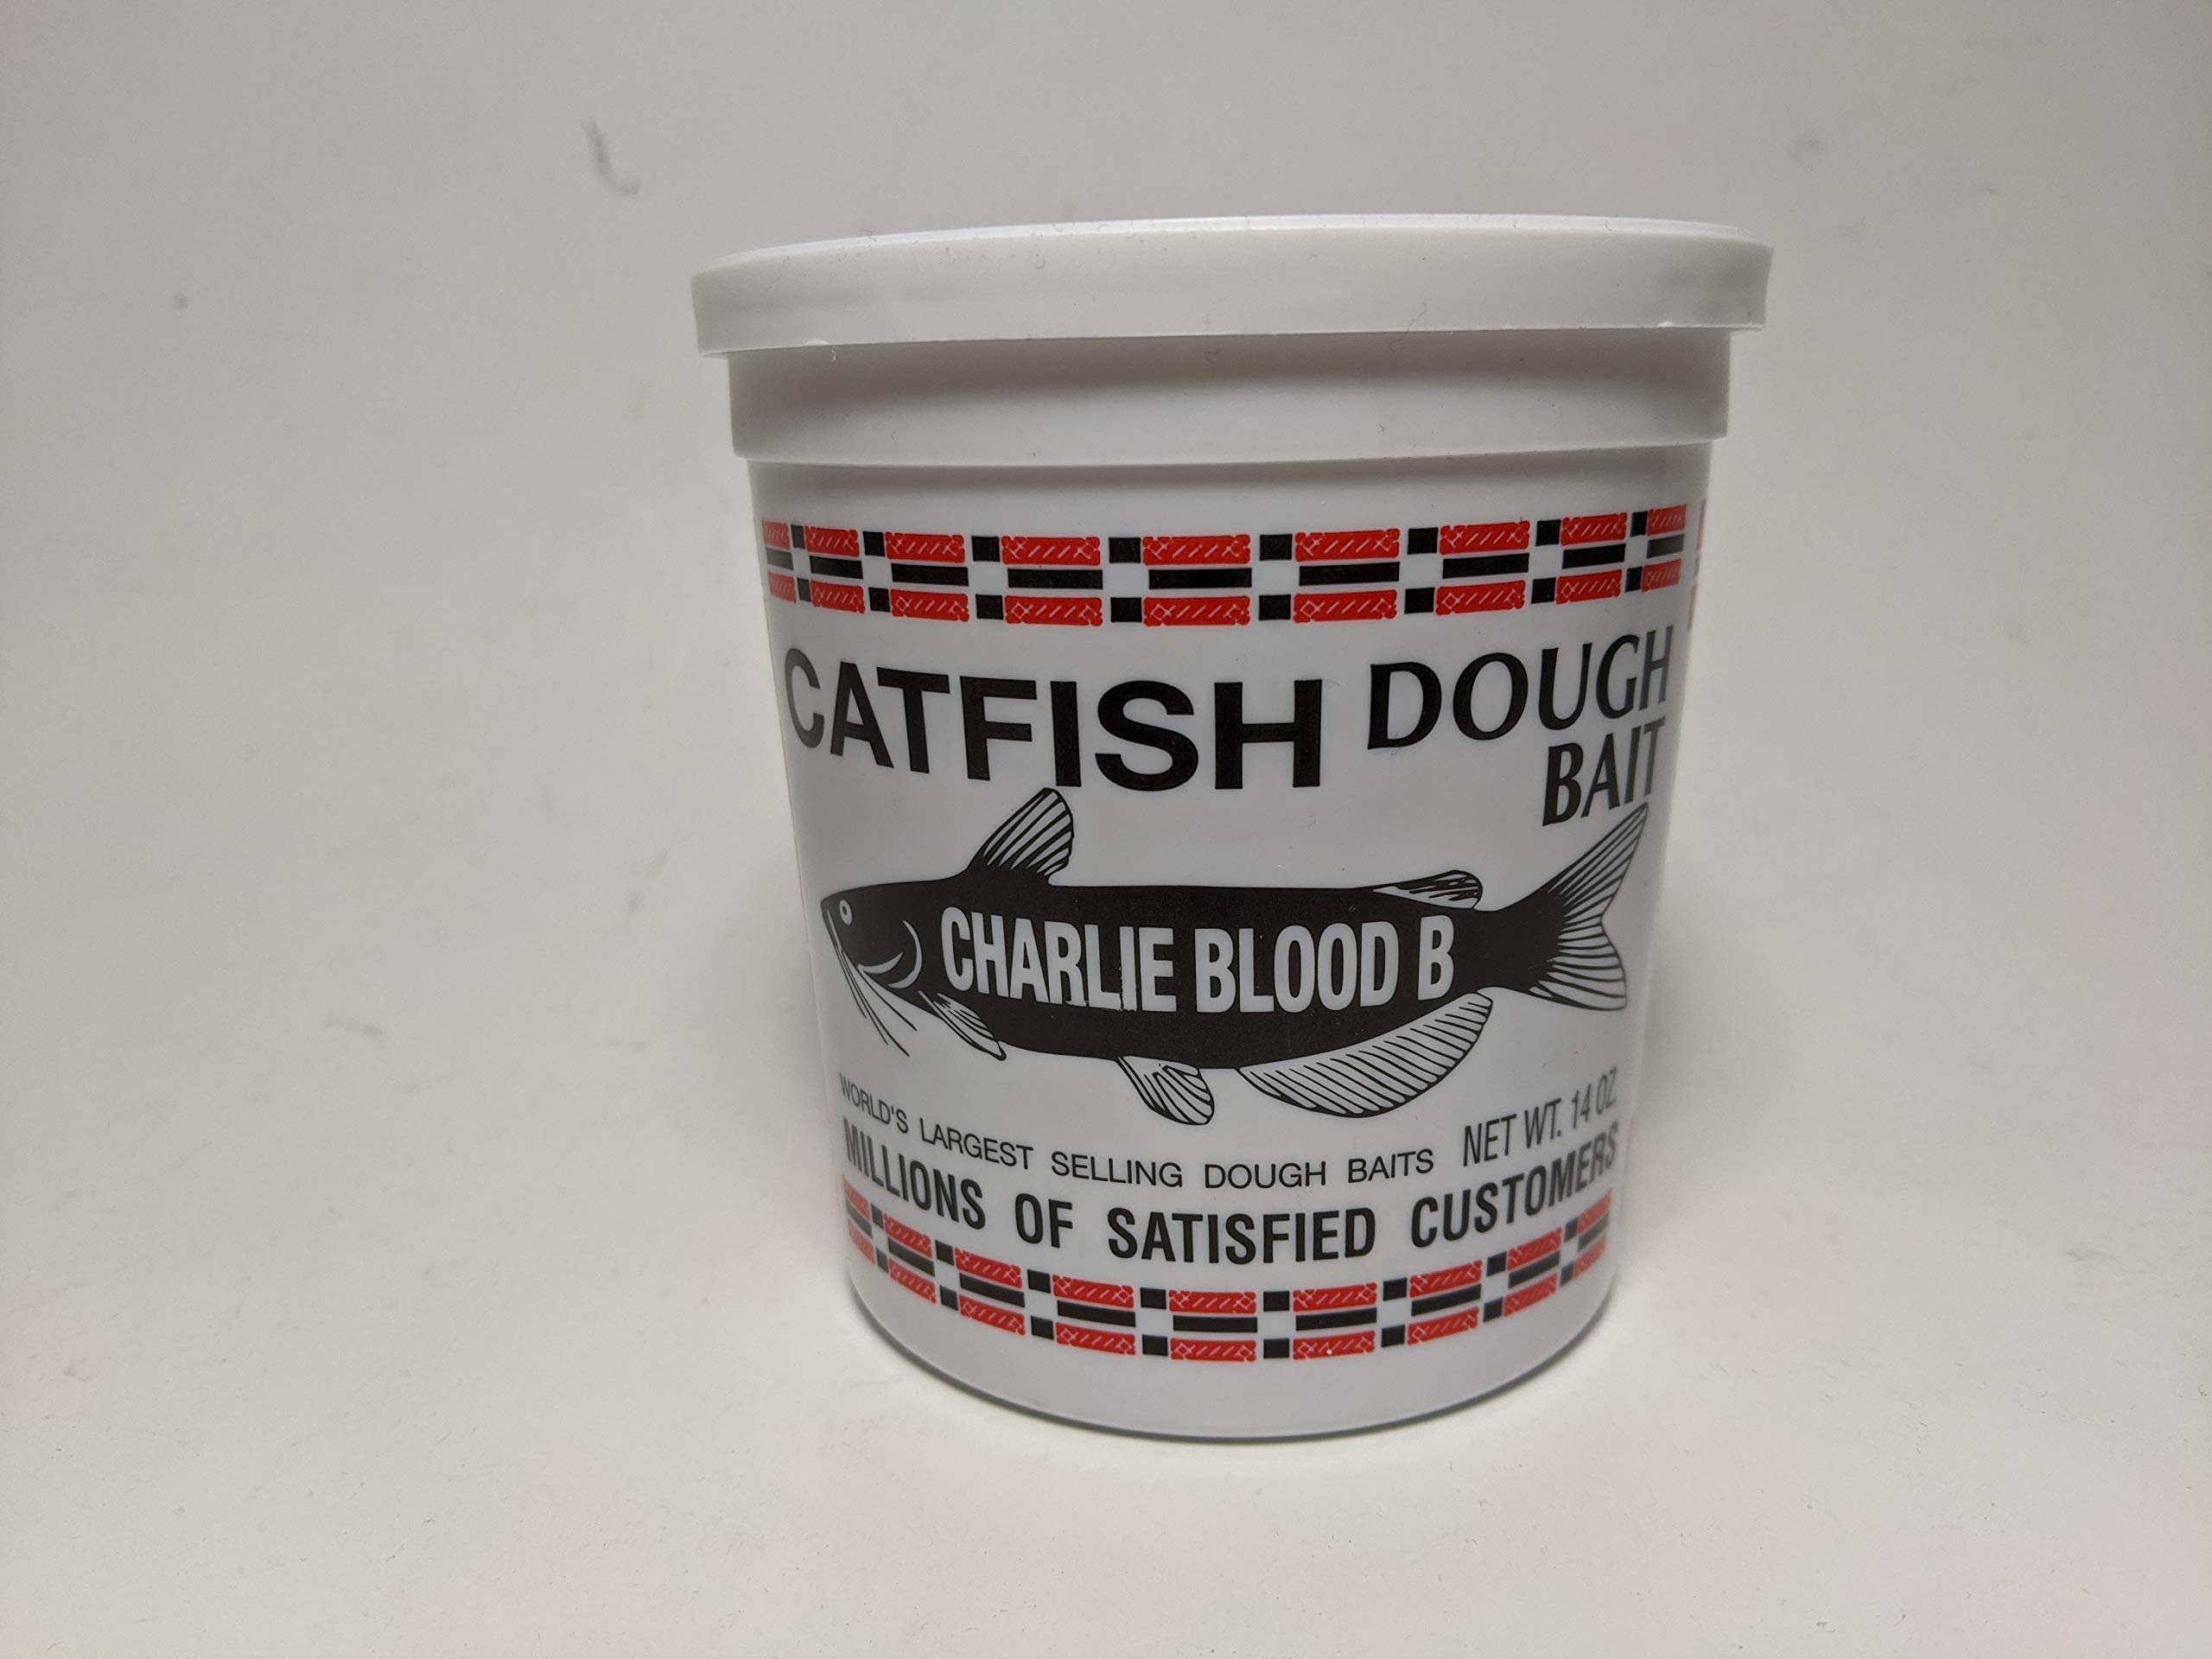 CATFISH DOUGH
BAIT
CHARLIE BLOOD B
WORLD'S LARGEST SELLING DOUGH BAITS NET WT. 14 OZ.
MILLIONS OF SATISFIED CUSTOMERS